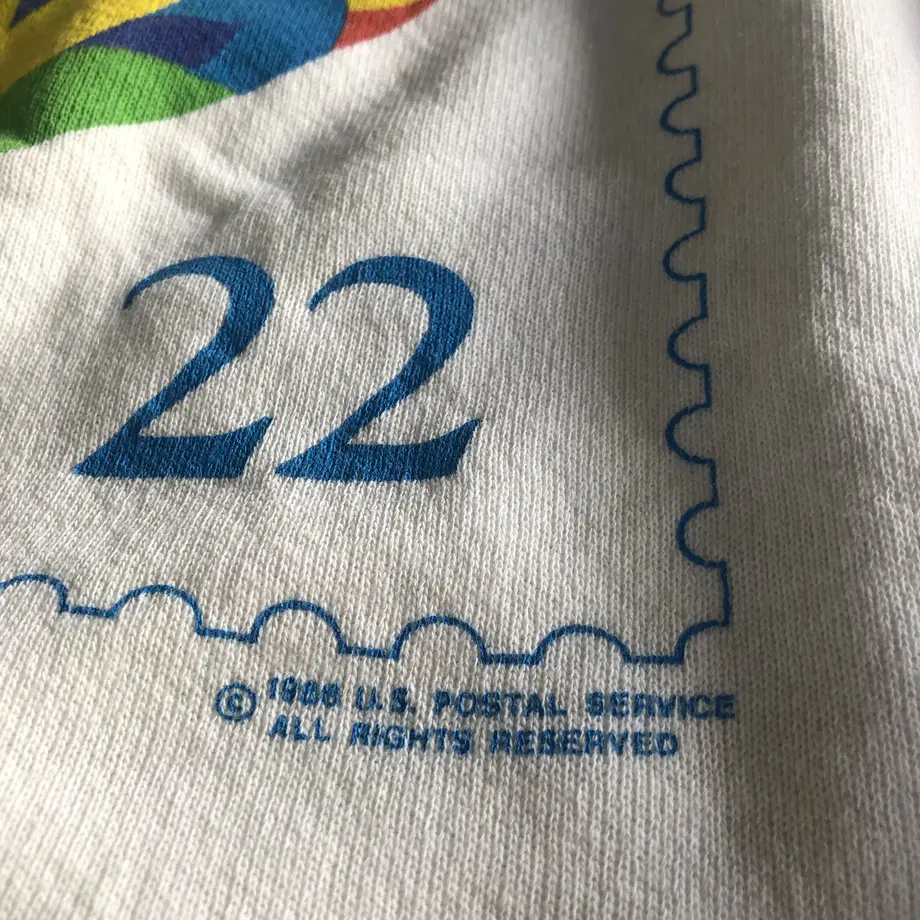 22
© 1986 U.S. POSTAL SERVICE
ALL RIGHTS RESERVED